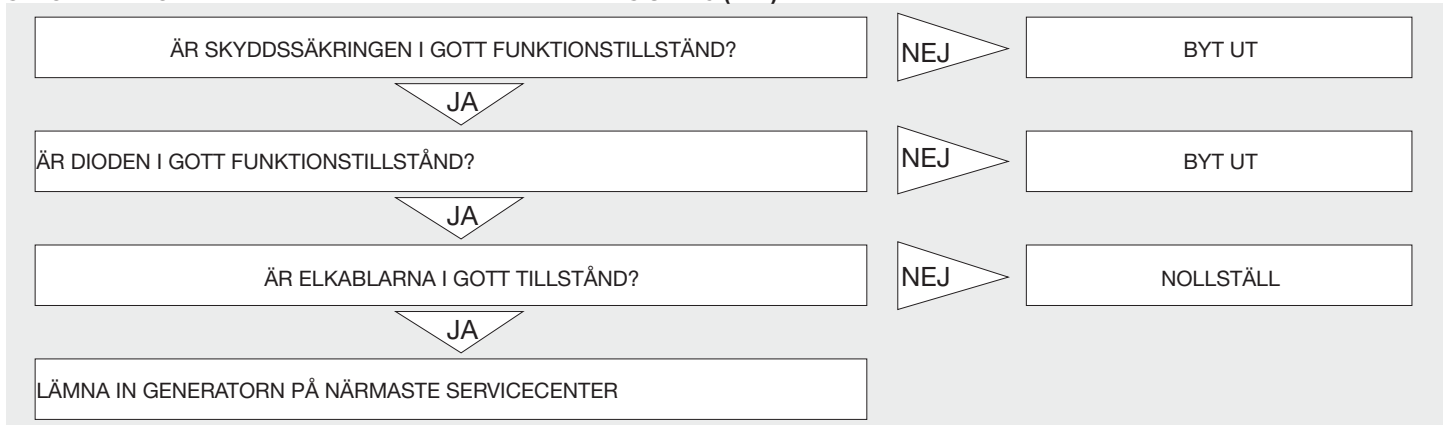 ÄR SKYDDSSÄKRINGEN I GOTT FUNKTIONSTILLSTÄND?
NEJ
BYT UT
JA
ÄR DIODEN I GOTT FUNKTIONSTILLSTÅND?
NEJ
BYT UT
JA
ÄR ELKABLARNA I GOTT TILLSTÅND?
NEJ
NOLLSTÄLL
JA
LÄMNA IN GENERATORN PÅ NÄRMASTE SERVICECENTER